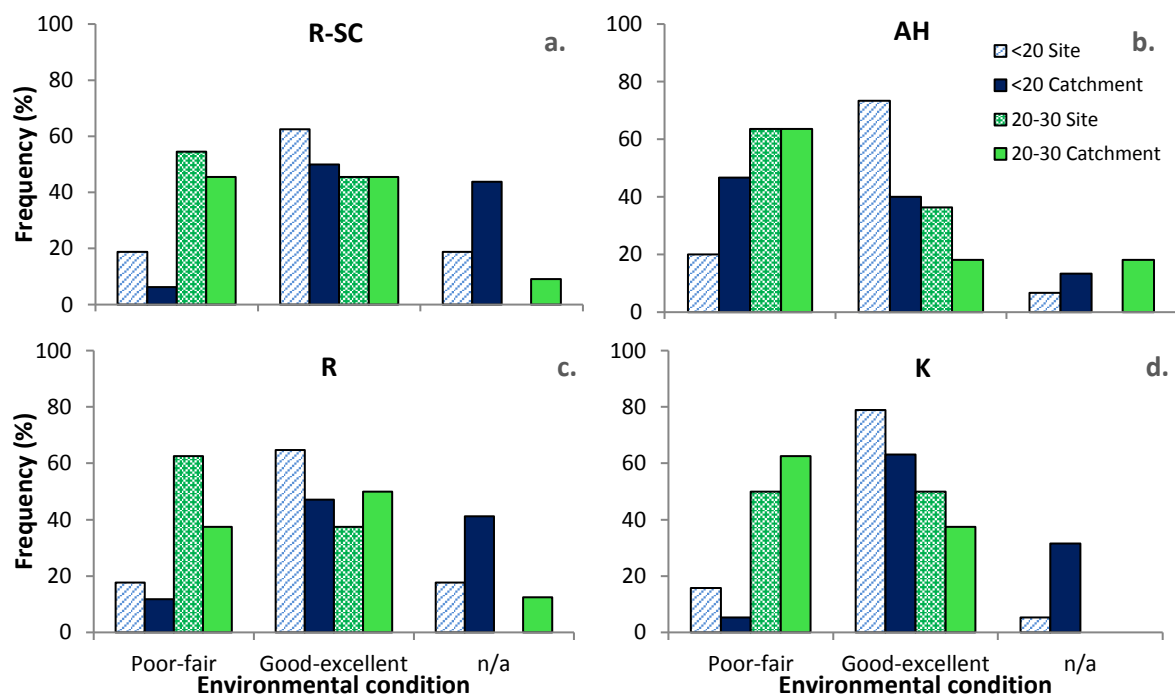 R-SC
a.
Frequency (%)
100
80
60
40
20
0
AH
b.
100
80
60
40
20
0
<20 Site
<20 Catchment
20-30 Site
20-30 Catchment
R
c.
Frequency (%)
100
80
60
40
20
0
Poor-fair Good-excellent n/a
Environmental condition
K
d.
100
80
60
40
20
0
Poor-fair Good-excellent n/a
Environmental condition